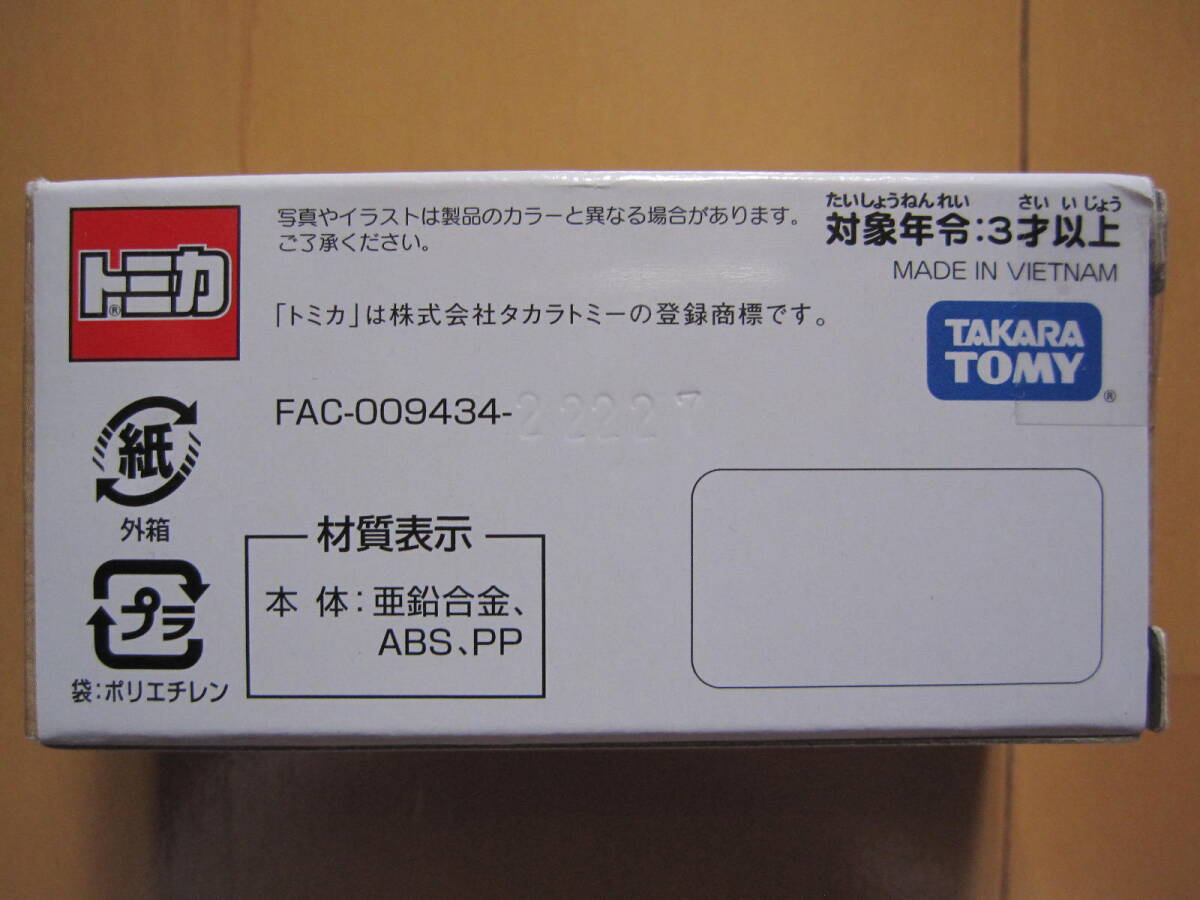 トミカ®
写真やイラストは製品のカラーと異なる場合があります。
ご了承ください。
たいしょうねんれい さい いじょう
対象年令:3才以上
MADE IN VIETNAM
「トミカ」は株式会社タカラトミーの登録商標です。
TAKARA
TOMY®
FAC-009434-22227
紙
外箱
プラ
袋:ポリエチレン
材質表示
本 体:亜鉛合金、
ABS、PP